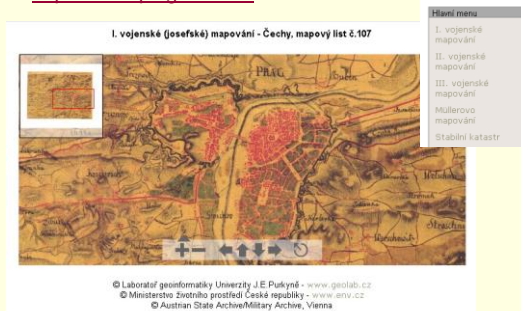 I. vojenské (josefské) mapování - Čechy, mapový list č.107
PRAG
© Laboratoř geoinformatiky Univerzity J.E.Purkyně - www.geolab.cz
© Ministerstvo životního prostředí České republiky - www.env.cz
© Austrian State Archive/Military Archive, Vienna
Hlavní menu
I. vojenské
mapování
II. vojenské
mapování
III. vojenské
mapování
Müllerovo
mapování
Stabilní katastr